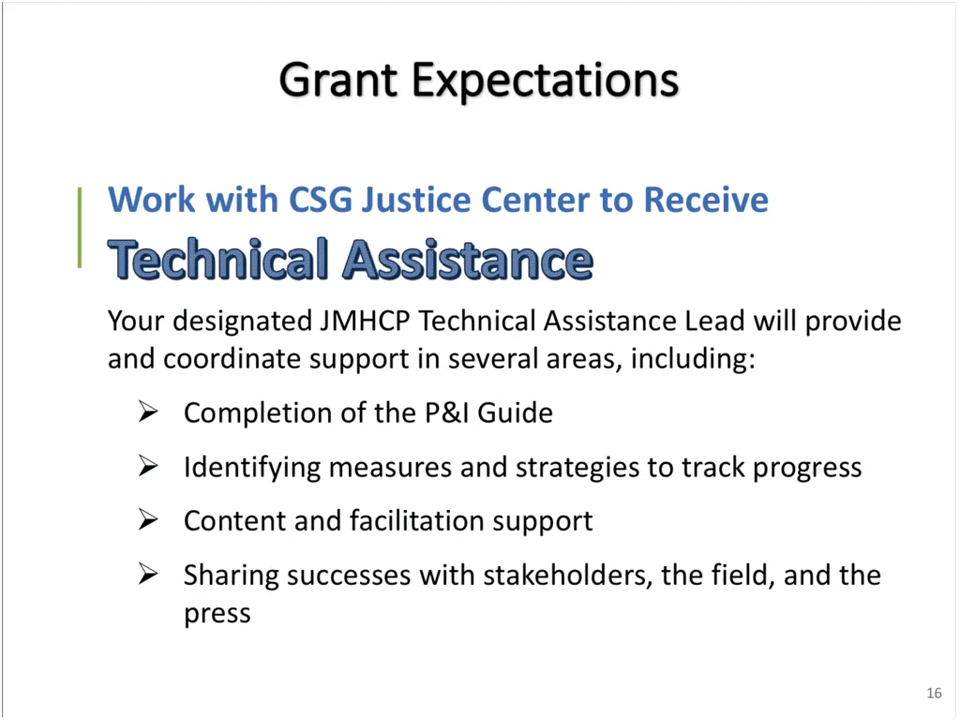 Grant Expectations
Work with CSG Justice Center to Receive
Technical Assistance
Your designated JMHCP Technical Assistance Lead will provide
and coordinate support in several areas, including:
➢ Completion of the P&I Guide
➢ Identifying measures and strategies to track progress
➢ Content and facilitation support
➢ Sharing successes with stakeholders, the field, and the
press
16